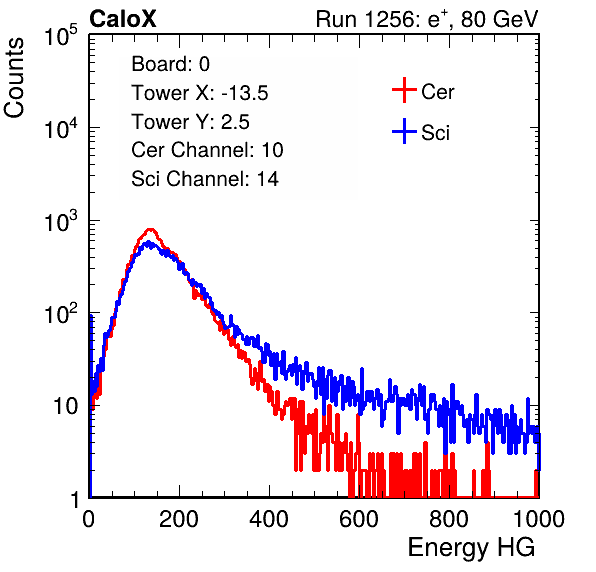 CaloX Run 1256: e⁺, 80 GeV
Counts
10⁵
10⁴
10³
10²
10
1
Board: 0
Tower X: -13.5
Tower Y: 2.5
Cer Channel: 10
Sci Channel: 14
Cer
Sci
0 200 400 600 800 1000
Energy HG